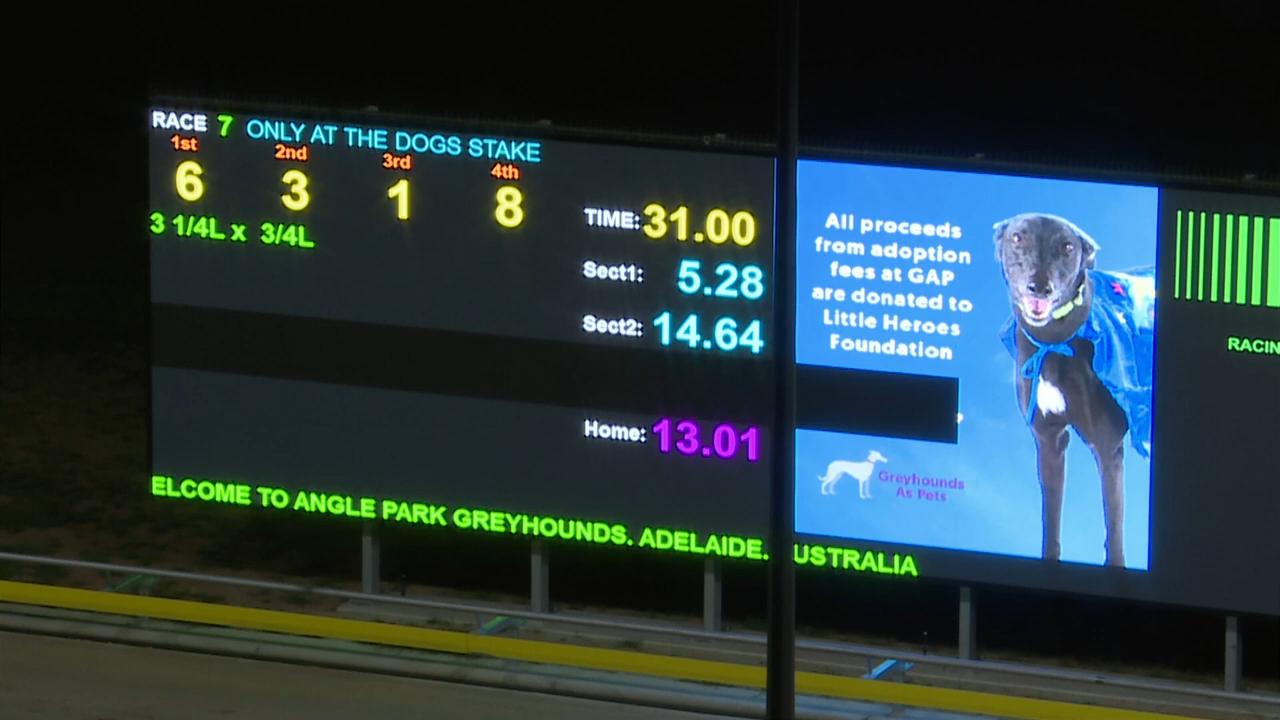 RACE 7 ONLY AT THE DOGS STAKE
1st 2nd 3rd 4th
6 3 1 8
3 1/4L x 3/4L
TIME: 31.00
Sect1: 5.28
Sect2: 14.64
Home: 13.01
ELCOME TO ANGLE PARK GREYHOUNDS. ADELAIDE. USTRALIA
All proceeds
from adoption
fees at GAP
are donated to
Little Heroes
Foundation
Greyhounds
As Pets
RACIN